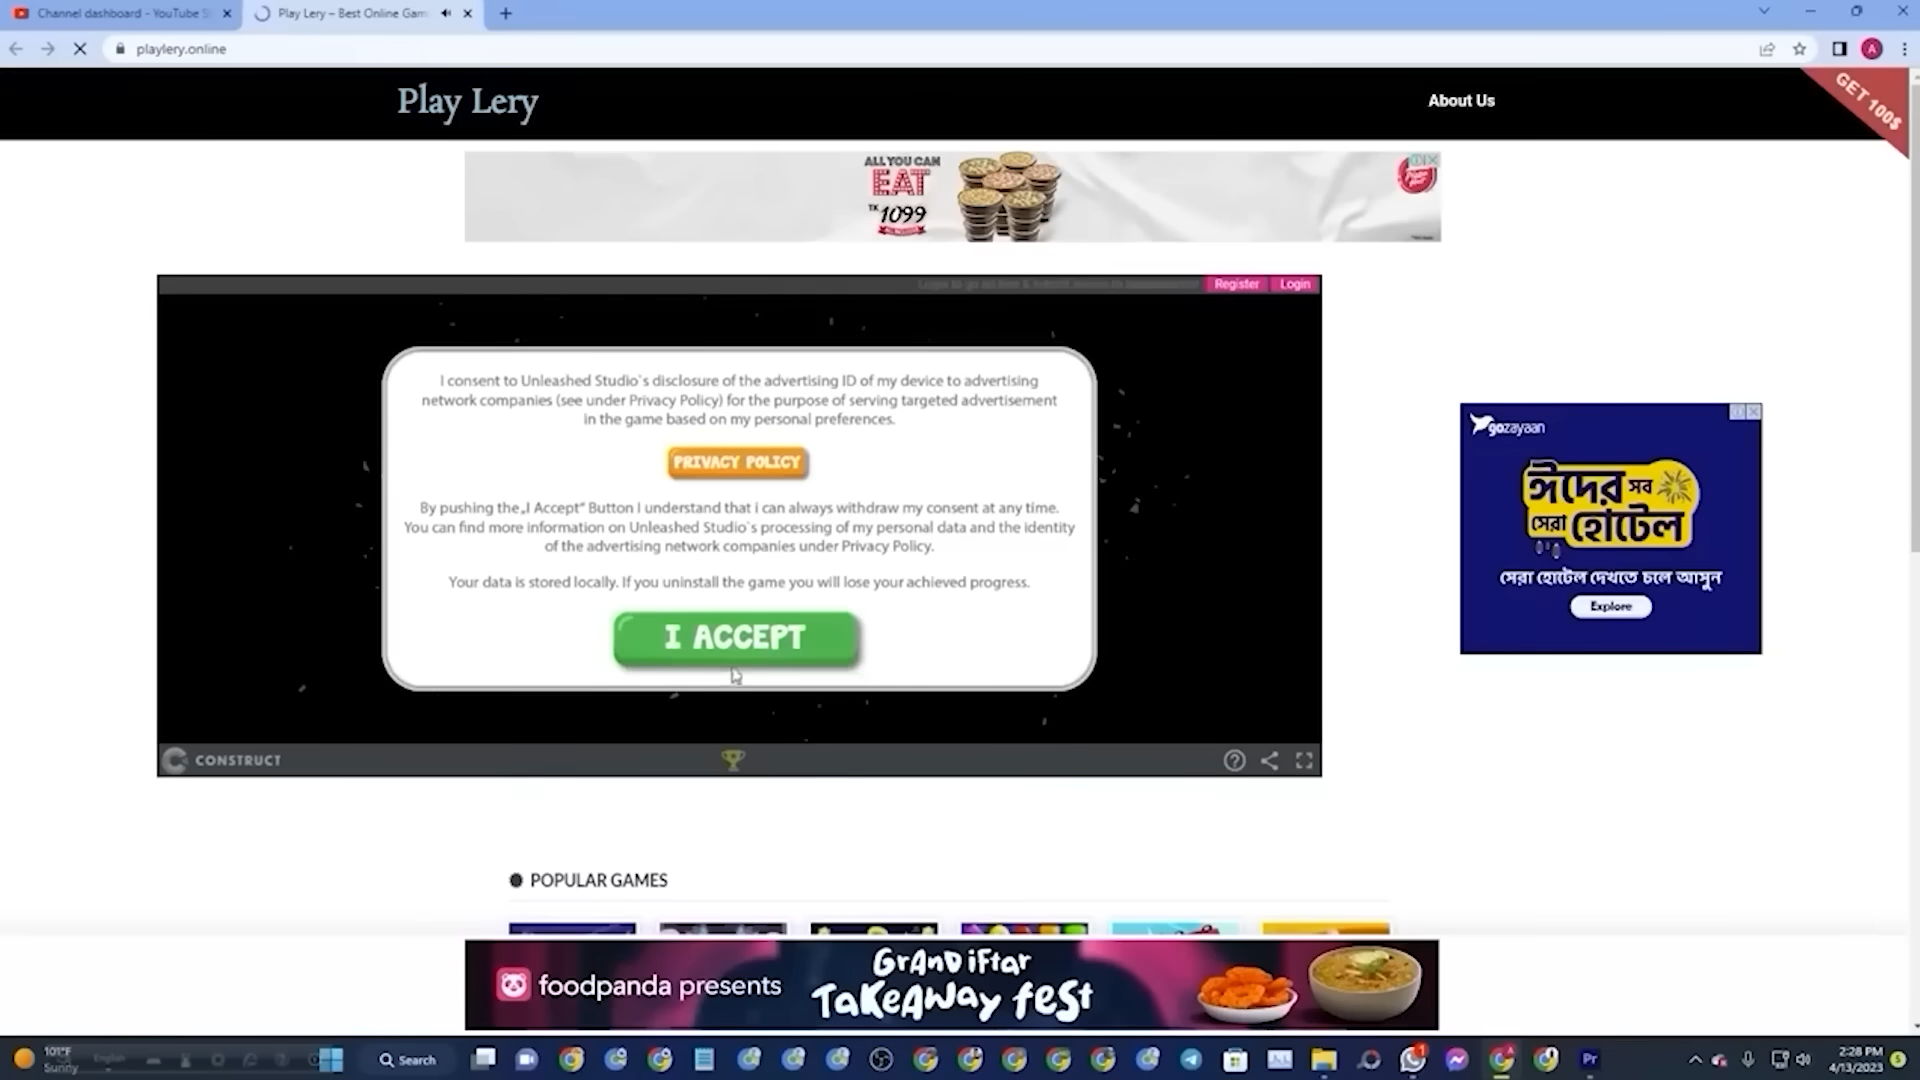 Channel dashboard - YouTube S
Play Lery – Best Online Gam
playlery.online
A
Play Lery
About Us
GET 100$
ALL YOU CAN
EAT
TK 1099
Register
Login
I consent to Unleashed Studio`s disclosure of the advertising ID of my device to advertising
network companies (see under Privacy Policy) for the purpose of serving targeted advertisement
in the game based on my personal preferences.
PRIVACY POLICY
By pushing the„I Accept“ Button I understand that i can always withdraw my consent at any time.
You can find more information on Unleashed Studio`s processing of my personal data and the identity
of the advertising network companies under Privacy Policy.
Your data is stored locally. If you uninstall the game you will lose your achieved progress.
I ACCEPT
gozayaan
ঈদের সব
সেরা হোটেল
সেরা হোটেল দেখতে চলে আসুন
Explore
CONSTRUCT
POPULAR GAMES
foodpanda presents
Grand iftar
Takeaway fest
101°F
Sunny
English
Search
1
Pr
2:28 PM
4/13/2023
5